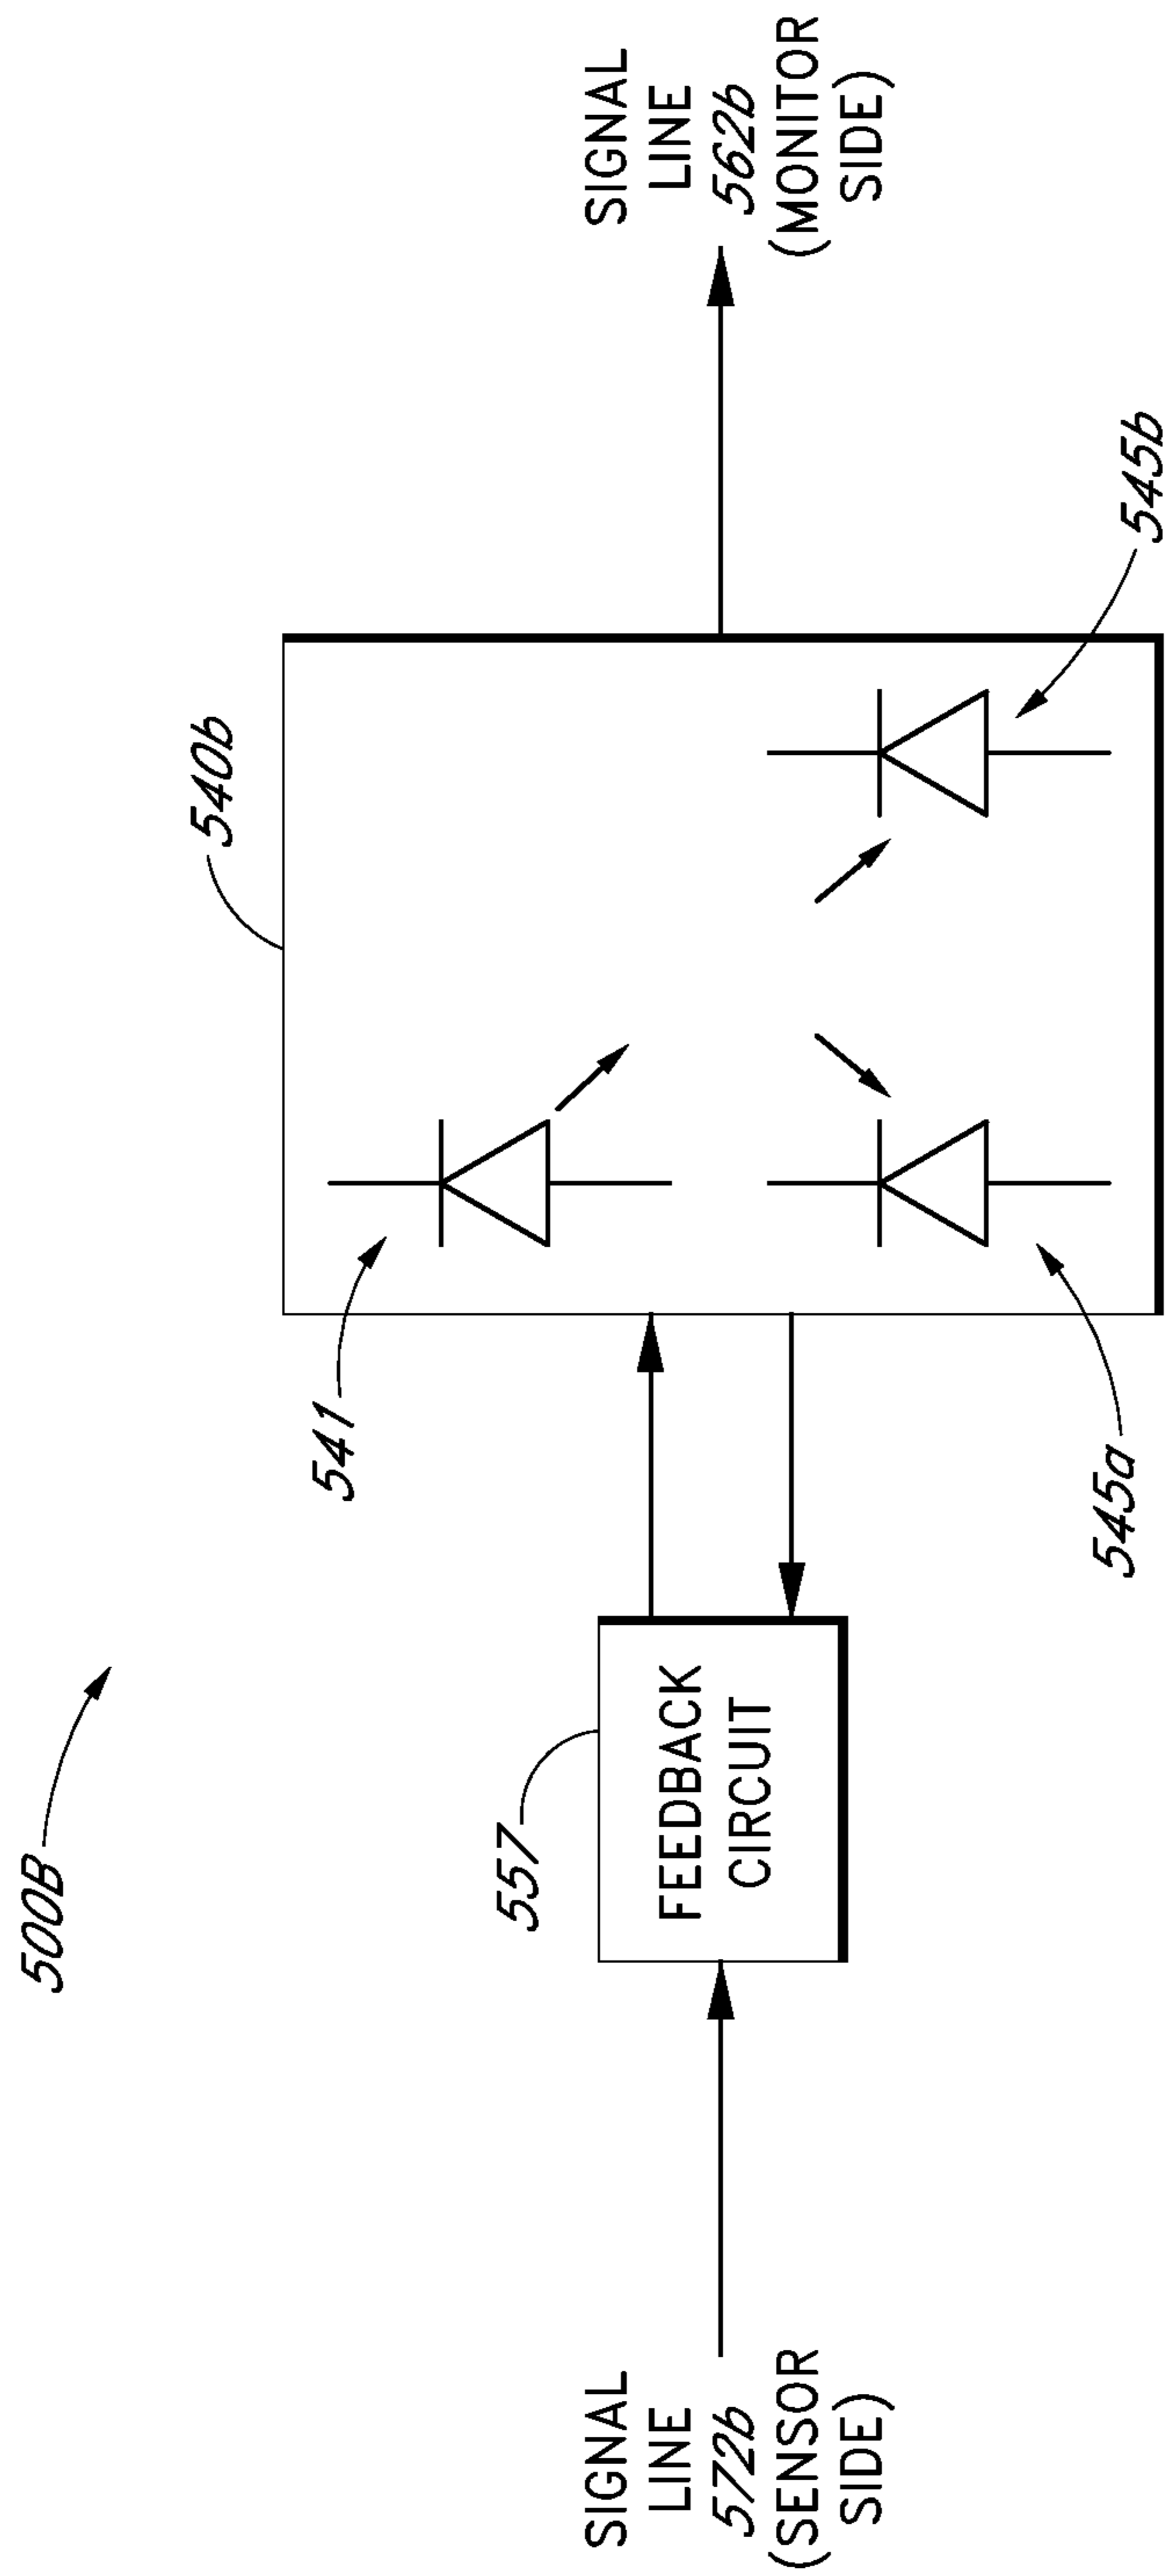 500B
540b
541
557
SIGNAL
LINE
572b
(SENSOR
SIDE)
FEEDBACK
CIRCUIT
SIGNAL
LINE
562b
(MONITOR
SIDE)
545a
545b